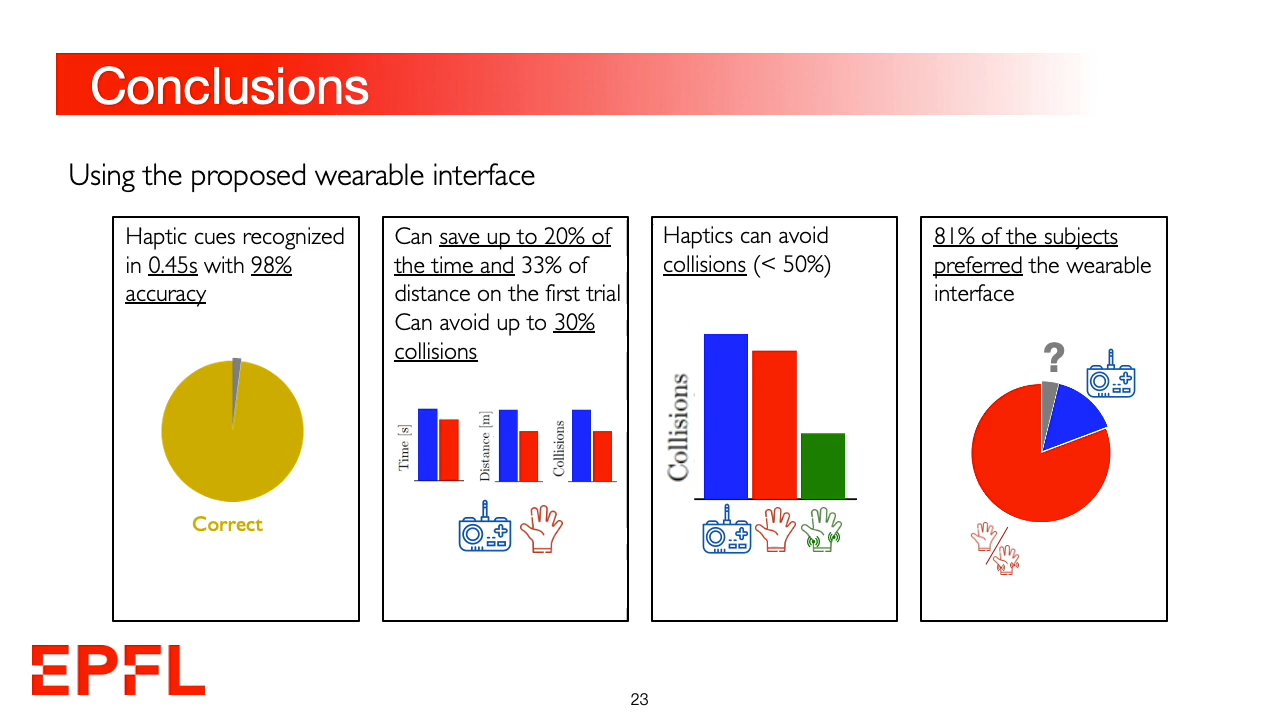 Conclusions
Using the proposed wearable interface
Haptic cues recognized
in 0.45s with 98%
accuracy
Correct
Can save up to 20% of
the time and 33% of
distance on the first trial
Can avoid up to 30%
collisions
Time [s]
Distance [m]
Collisions
Haptics can avoid
collisions (< 50%)
Collisions
81% of the subjects
preferred the wearable
interface
?
EPFL
23